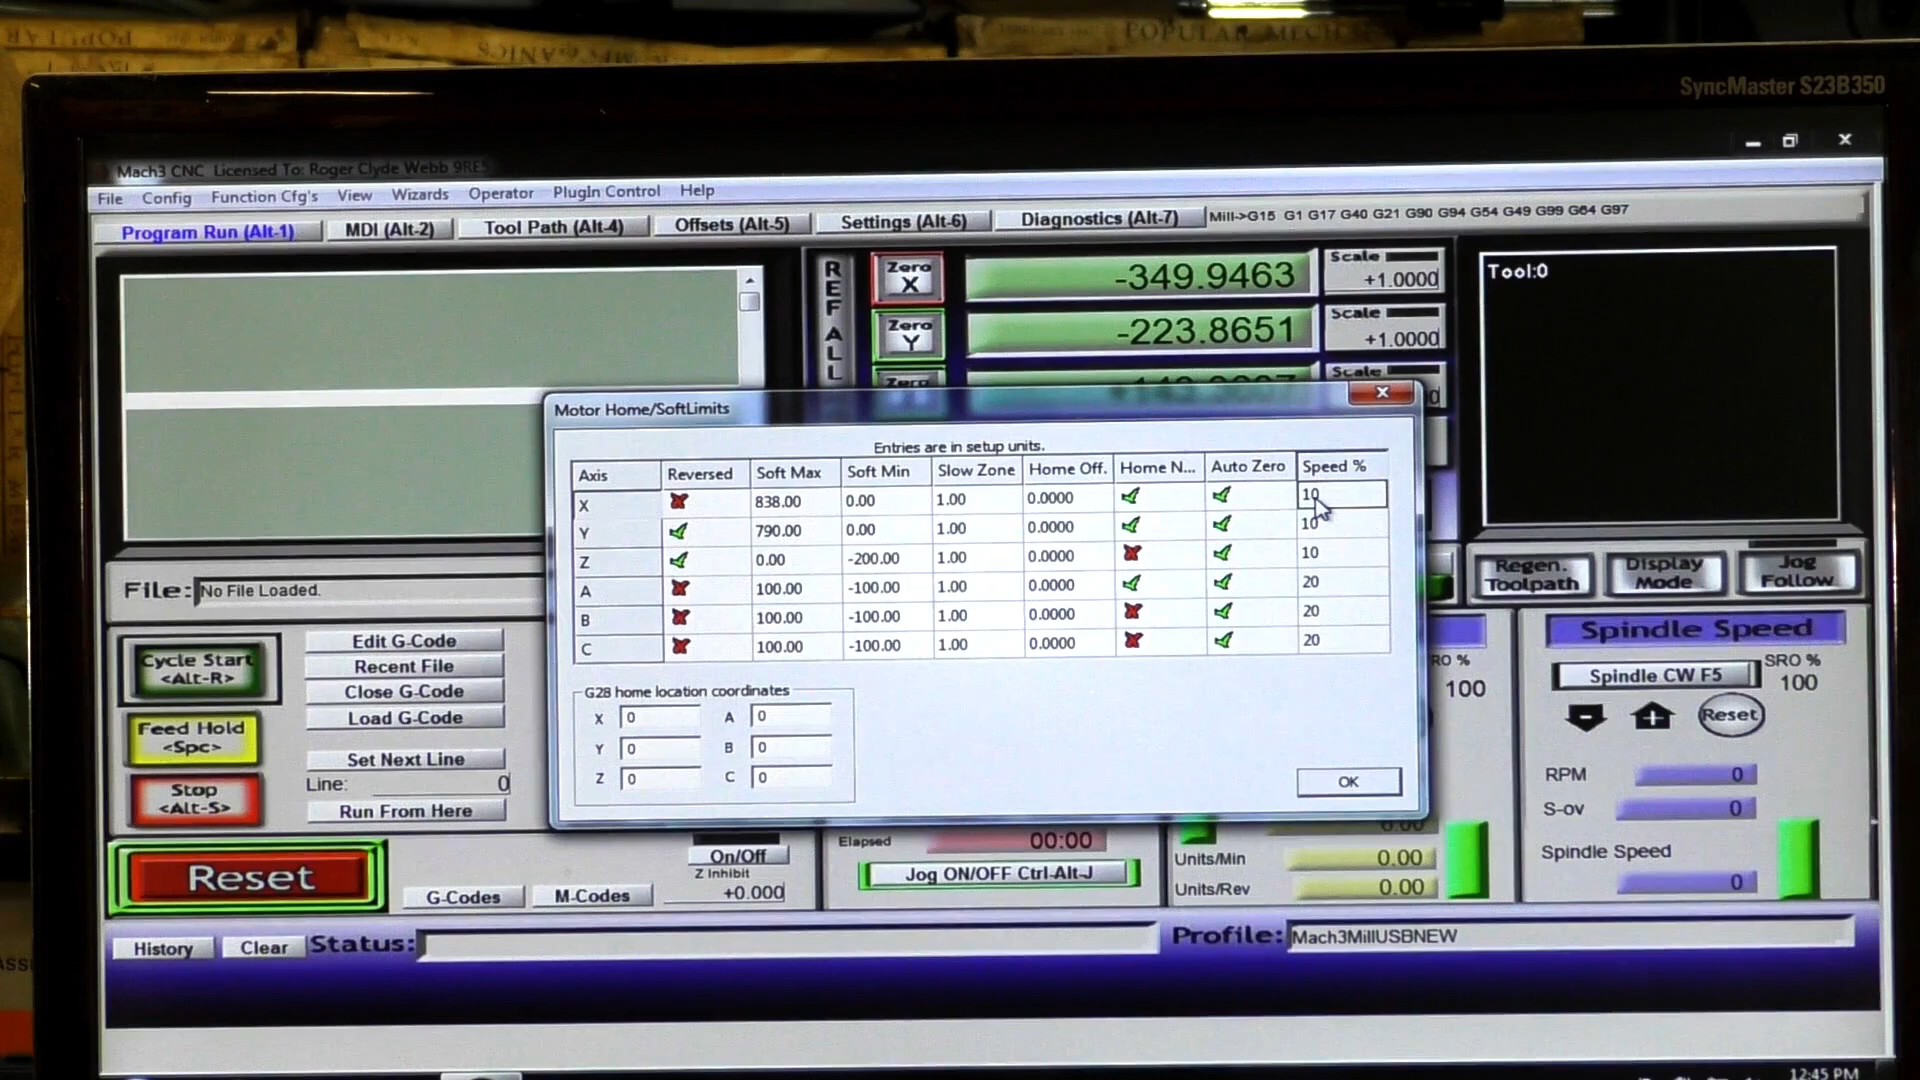 POPULAR MECH
SyncMaster S23B350
Mach3 CNC Licensed To: Roger Clyde Webb 9RES
File Config Function Cfg's View Wizards Operator PlugIn Control Help
Program Run (Alt-1) MDI (Alt-2) Tool Path (Alt-4) Offsets (Alt-5) Settings (Alt-6) Diagnostics (Alt-7) Mill->G15 G1 G17 G40 G21 G90 G94 G54 G49 G99 G64 G97
REF ALL
Zero X -349.9463 Scale +1.0000
Zero Y -223.8651 Scale +1.0000
Zero Scale
Tool:0
Motor Home/SoftLimits
Entries are in setup units.
Axis Reversed Soft Max Soft Min Slow Zone Home Off. Home N... Auto Zero Speed %
X 838.00 0.00 1.00 0.0000 10
Y 790.00 0.00 1.00 0.0000 10
Z 0.00 -200.00 1.00 0.0000 10
A 100.00 -100.00 1.00 0.0000 20
B 100.00 -100.00 1.00 0.0000 20
C 100.00 -100.00 1.00 0.0000 20
G28 home location coordinates
X 0 A 0
Y 0 B 0
Z 0 C 0
OK
File: No File Loaded.
Regen. Toolpath Display Mode Jog Follow
Cycle Start <Alt-R>
Feed Hold <Spc>
Stop <Alt-S>
Edit G-Code
Recent File
Close G-Code
Load G-Code
Set Next Line
Line: 0
Run From Here
RO %
100
Spindle Speed
Spindle CW F5 SRO % 100
Reset
RPM 0
S-ov 0
Spindle Speed 0
Reset
G-Codes M-Codes
On/Off
Z Inhibit
+0.000
Elapsed 00:00
Jog ON/OFF Ctrl-Alt-J
0.00
Units/Min 0.00
Units/Rev 0.00
History Clear Status: Profile: Mach3MillUSBNEW
12:45 PM